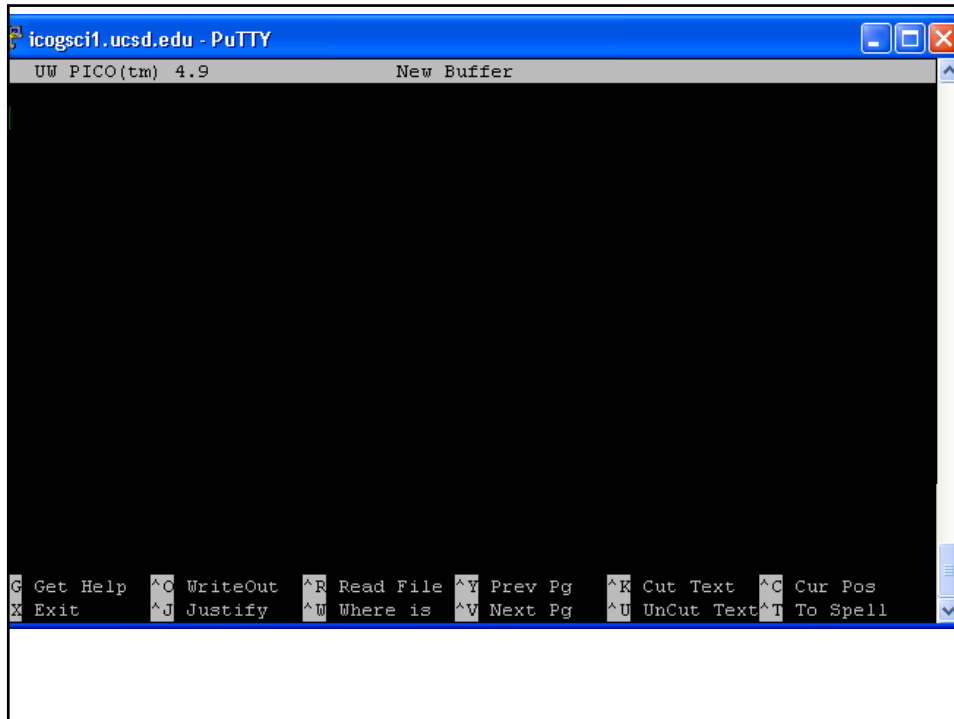 icogsci1.ucsd.edu - PuTTY
UW PICO(tm) 4.9 New Buffer
G Get Help ^O WriteOut ^R Read File ^Y Prev Pg ^K Cut Text ^C Cur Pos
X Exit ^J Justify ^W Where is ^V Next Pg ^U UnCut Text ^T To Spell